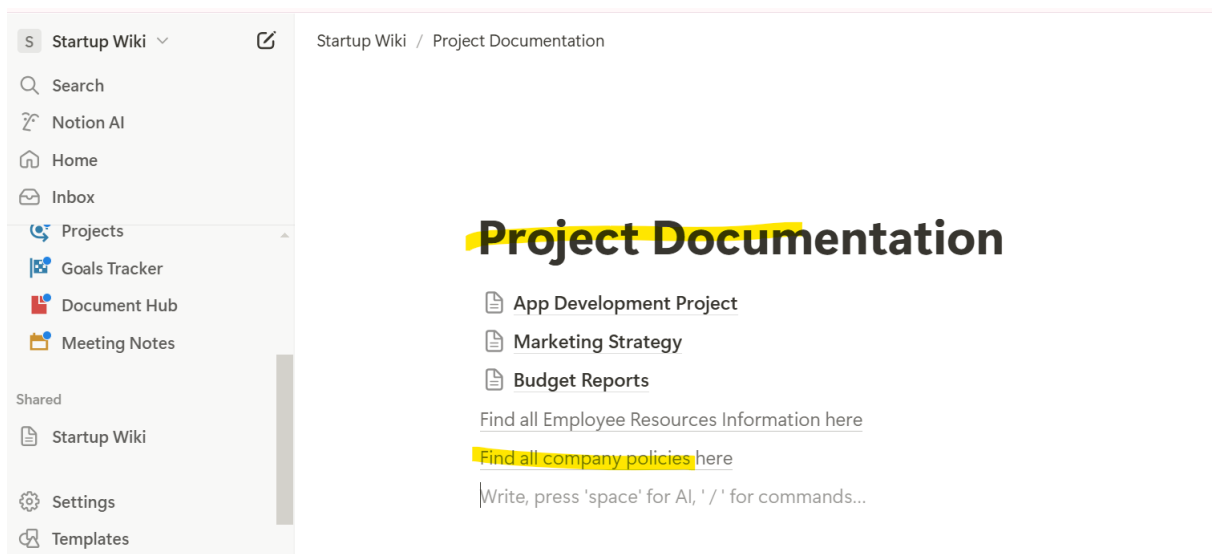 S Startup Wiki
Search
Notion AI
Home
Inbox
Projects
Goals Tracker
Document Hub
Meeting Notes
Shared
Startup Wiki
Settings
Templates
Startup Wiki / Project Documentation
Project Documentation
App Development Project
Marketing Strategy
Budget Reports
Find all Employee Resources Information here
Find all company policies here
Write, press 'space' for AI, ' / ' for commands...